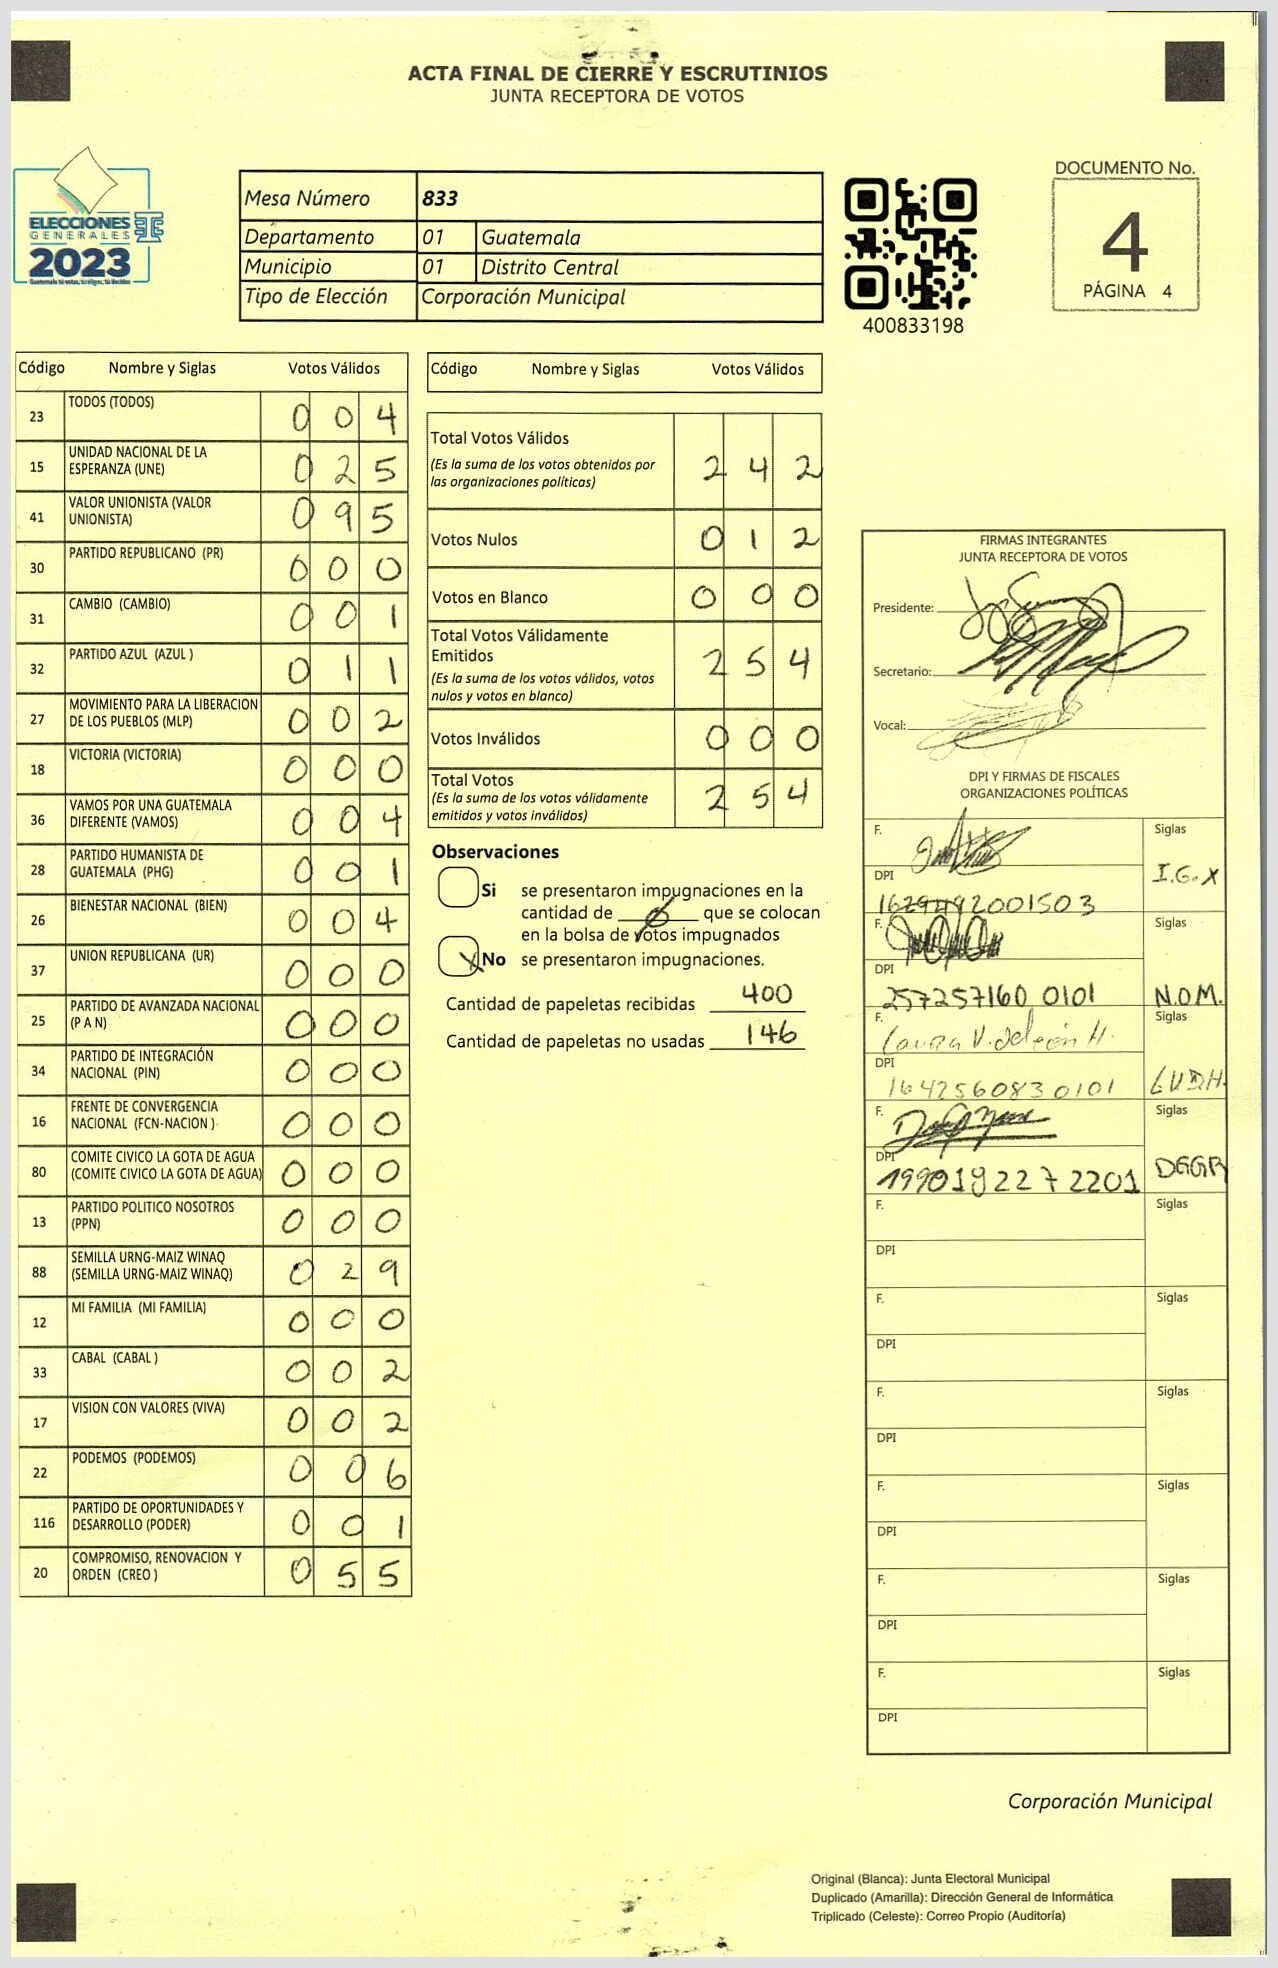 ACTA FINAL DE CIERRE Y ESCRUTINIOS
JUNTA RECEPTORA DE VOTOS
ELECCIONES
GENERALES
2023
Mesa Número 833
Departamento 01 Guatemala
Municipio 01 Distrito Central
Tipo de Elección Corporación Municipal
400833198
DOCUMENTO No.
4
PÁGINA 4
Código Nombre y Siglas Votos Válidos
23 TODOS (TODOS) 0 0 4
15 UNIDAD NACIONAL DE LA
ESPERANZA (UNE) 0 2 5
41 VALOR UNIONISTA (VALOR
UNIONISTA) 0 9 5
30 PARTIDO REPUBLICANO (PR) 0 0 0
31 CAMBIO (CAMBIO) 0 0 1
32 PARTIDO AZUL (AZUL ) 0 1 1
27 MOVIMIENTO PARA LA LIBERACION
DE LOS PUEBLOS (MLP) 0 0 2
18 VICTORIA (VICTORIA) 0 0 0
36 VAMOS POR UNA GUATEMALA
DIFERENTE (VAMOS) 0 0 4
28 PARTIDO HUMANISTA DE
GUATEMALA (PHG) 0 0 1
26 BIENESTAR NACIONAL (BIEN) 0 0 4
37 UNION REPUBLICANA (UR) 0 0 0
25 PARTIDO DE AVANZADA NACIONAL
(P A N) 0 0 0
34 PARTIDO DE INTEGRACIÓN
NACIONAL (PIN) 0 0 0
16 FRENTE DE CONVERGENCIA
NACIONAL (FCN-NACION ) 0 0 0
80 COMITE CIVICO LA GOTA DE AGUA
(COMITE CIVICO LA GOTA DE AGUA) 0 0 0
13 PARTIDO POLITICO NOSOTROS
(PPN) 0 0 0
88 SEMILLA URNG-MAIZ WINAQ
(SEMILLA URNG-MAIZ WINAQ) 0 2 9
12 MI FAMILIA (MI FAMILIA) 0 0 0
33 CABAL (CABAL ) 0 0 2
17 VISION CON VALORES (VIVA) 0 0 2
22 PODEMOS (PODEMOS) 0 0 6
116 PARTIDO DE OPORTUNIDADES Y
DESARROLLO (PODER) 0 0 1
20 COMPROMISO, RENOVACION Y
ORDEN (CREO ) 0 5 5
Código Nombre y Siglas Votos Válidos
Total Votos Válidos
(Es la suma de los votos obtenidos por
las organizaciones políticas) 2 4 2
Votos Nulos 0 1 2
Votos en Blanco 0 0 0
Total Votos Válidamente
Emitidos
(Es la suma de los votos válidos, votos
nulos y votos en blanco) 2 5 4
Votos Inválidos 0 0 0
Total Votos
(Es la suma de los votos válidamente
emitidos y votos inválidos) 2 5 4
Observaciones
Si se presentaron impugnaciones en la
cantidad de 0 que se colocan
en la bolsa de votos impugnados
X No se presentaron impugnaciones.
Cantidad de papeletas recibidas 400
Cantidad de papeletas no usadas 146
FIRMAS INTEGRANTES
JUNTA RECEPTORA DE VOTOS
Presidente:
Secretario:
Vocal:
DPI Y FIRMAS DE FISCALES
ORGANIZACIONES POLÍTICAS
F. Siglas
DPI I.G.X
F. Siglas
DPI
257257160 0101 N.O.M.
F. Laura V. deleón H. Siglas
DPI
1642560830101 LVDH.
F. Siglas
DPI
1990192272201 DGGR
F. Siglas
DPI
F. Siglas
DPI
F. Siglas
DPI
F. Siglas
DPI
F. Siglas
DPI
F. Siglas
DPI
Corporación Municipal
Original (Blanca): Junta Electoral Municipal
Duplicado (Amarilla): Dirección General de Informática
Triplicado (Celeste): Correo Propio (Auditoría)